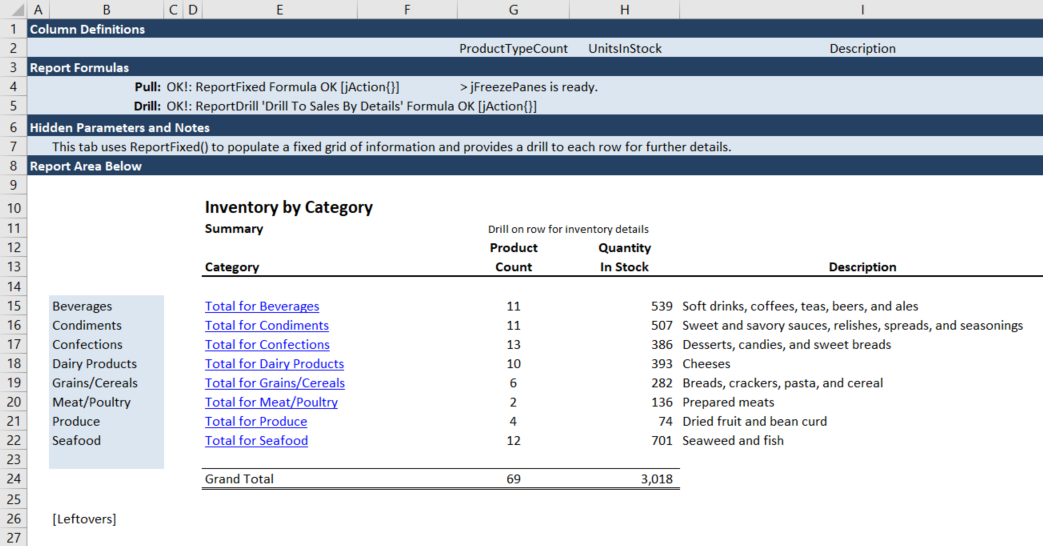 A B C D E F G H I
1 Column Definitions
2 ProductTypeCount UnitsInStock Description
3 Report Formulas
4 Pull: OK!: ReportFixed Formula OK [jAction{}] > jFreezePanes is ready.
5 Drill: OK!: ReportDrill 'Drill To Sales By Details' Formula OK [jAction{}]
6 Hidden Parameters and Notes
7 This tab uses ReportFixed() to populate a fixed grid of information and provides a drill to each row for further details.
8 Report Area Below
9
10 Inventory by Category
11 Summary Drill on row for inventory details
12 Product Quantity
13 Category Count In Stock Description
14
15 Beverages Total for Beverages 11 539 Soft drinks, coffees, teas, beers, and ales
16 Condiments Total for Condiments 11 507 Sweet and savory sauces, relishes, spreads, and seasonings
17 Confections Total for Confections 13 386 Desserts, candies, and sweet breads
18 Dairy Products Total for Dairy Products 10 393 Cheeses
19 Grains/Cereals Total for Grains/Cereals 6 282 Breads, crackers, pasta, and cereal
20 Meat/Poultry Total for Meat/Poultry 2 136 Prepared meats
21 Produce Total for Produce 4 74 Dried fruit and bean curd
22 Seafood Total for Seafood 12 701 Seaweed and fish
23
24 Grand Total 69 3,018
25
26 [Leftovers]
27